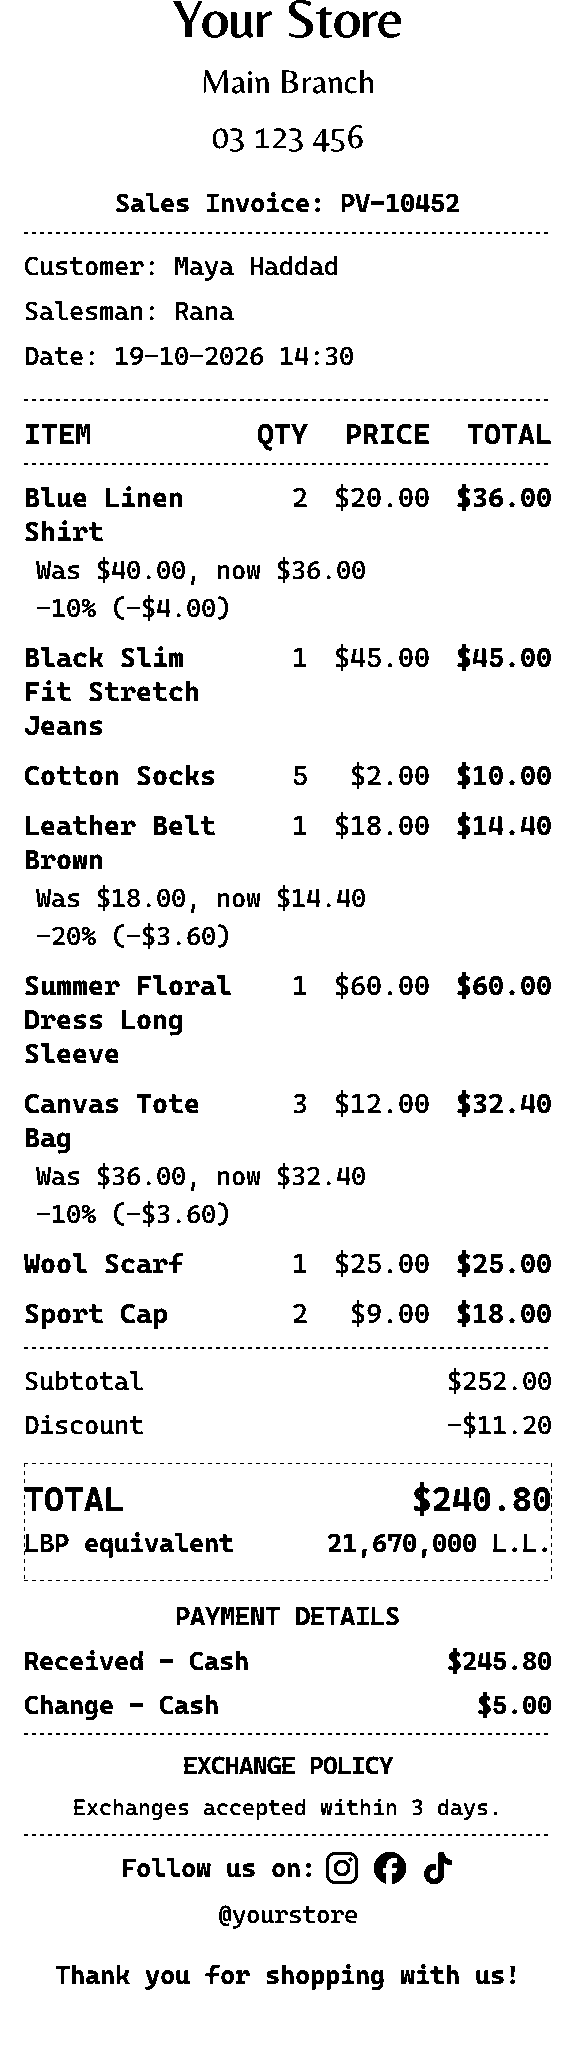 Your Store
Main Branch
03 123 456
Sales Invoice: PV-10452
Customer: Maya Haddad
Salesman: Rana
Date: 19-10-2026 14:30
ITEM QTY PRICE TOTAL
Blue Linen 2 $20.00 $36.00
Shirt
Was $40.00, now $36.00
-10% (-$4.00)
Black Slim 1 $45.00 $45.00
Fit Stretch
Jeans
Cotton Socks 5 $2.00 $10.00
Leather Belt 1 $18.00 $14.40
Brown
Was $18.00, now $14.40
-20% (-$3.60)
Summer Floral 1 $60.00 $60.00
Dress Long
Sleeve
Canvas Tote 3 $12.00 $32.40
Bag
Was $36.00, now $32.40
-10% (-$3.60)
Wool Scarf 1 $25.00 $25.00
Sport Cap 2 $9.00 $18.00
Subtotal $252.00
Discount -$11.20
TOTAL $240.80
LBP equivalent 21,670,000 L.L.
PAYMENT DETAILS
Received - Cash $245.80
Change - Cash $5.00
EXCHANGE POLICY
Exchanges accepted within 3 days.
Follow us on:
@yourstore
Thank you for shopping with us!